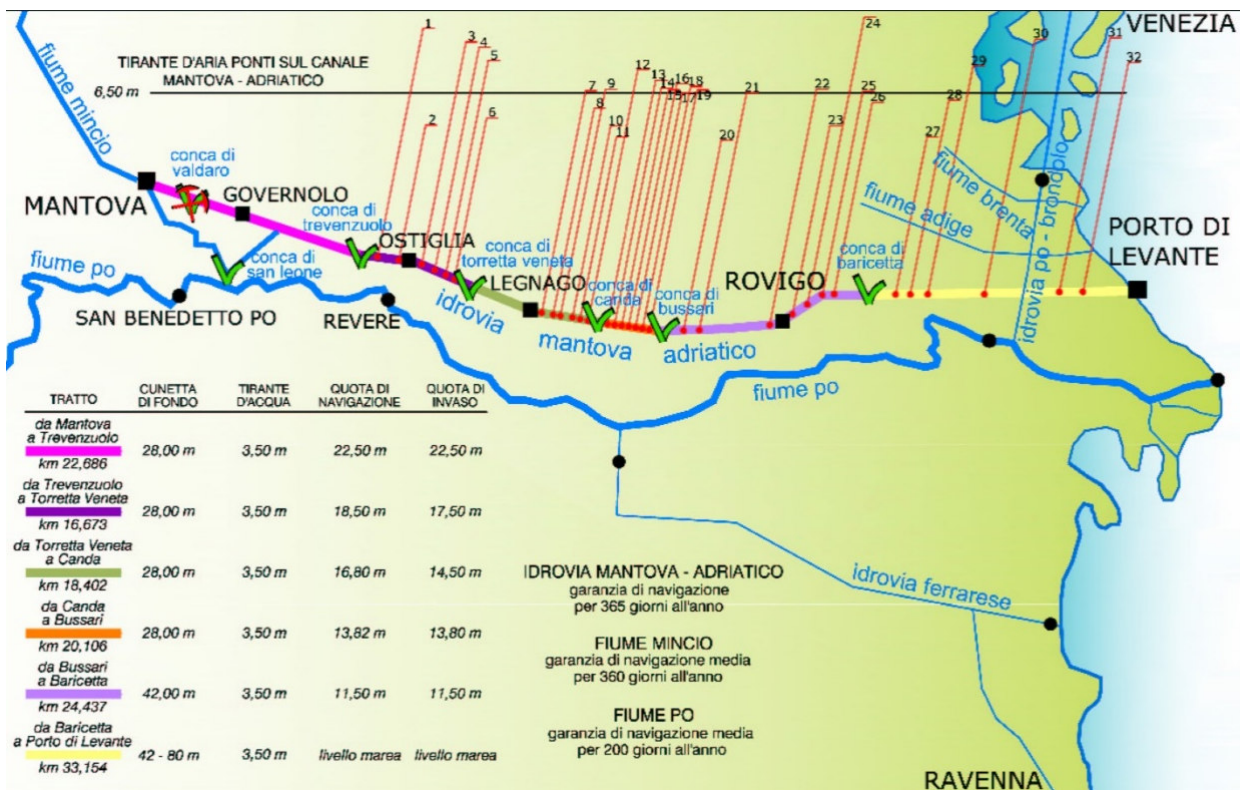 VENEZIA
TIRANTE D'ARIA PONTI SUL CANALE
MANTOVA - ADRIATICO
6,50 m
1
2
3
4
5
6
7
8
9
10
11
12
13
14
15
16
17
18
19
20
21
22
23
24
25
26
27
28
29
30
31
32
fiume mincio
conca di
valdaro
MANTOVA
GOVERNOLO
conca di
trevenzuolo
OSTIGLIA
conca di
torretta veneta
fiume po
conca di
san leone
SAN BENEDETTO PO
REVERE
LEGNAGO
conca di
canda
conca di
bussari
ROVIGO
conca di
baricetta
fiume brenta
fiume adige
idrovia po - brondolo
PORTO DI
LEVANTE
idrovia
mantova
adriatico
fiume po
TRATTO
CUNETTA
DI FONDO
TIRANTE
D'ACQUA
QUOTA DI
NAVIGAZIONE
QUOTA DI
INVASO
da Mantova
a Trevenzuolo
km 22,686
28,00 m
3,50 m
22,50 m
22,50 m
da Trevenzuolo
a Torretta Veneta
km 16,673
28,00 m
3,50 m
18,50 m
17,50 m
da Torretta Veneta
a Canda
km 18,402
28,00 m
3,50 m
16,80 m
14,50 m
da Canda
a Bussari
km 20,106
28,00 m
3,50 m
13,82 m
13,80 m
da Bussari
a Baricetta
km 24,437
42,00 m
3,50 m
11,50 m
11,50 m
da Baricetta
a Porto di Levante
km 33,154
42 - 80 m
3,50 m
livello marea
livello marea
IDROVIA MANTOVA - ADRIATICO
garanzia di navigazione
per 365 giorni all'anno
FIUME MINCIO
garanzia di navigazione media
per 360 giorni all'anno
FIUME PO
garanzia di navigazione media
per 200 giorni all'anno
idrovia ferrarese
RAVENNA